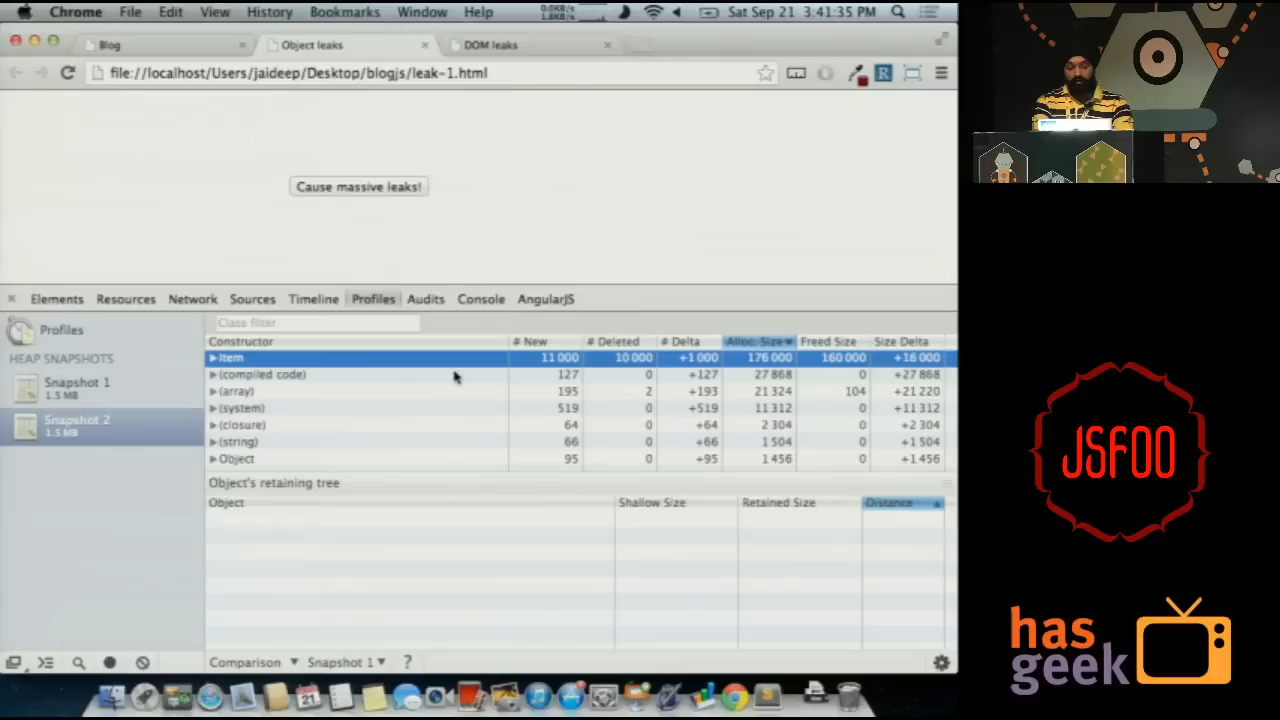 Chrome File Edit View History Bookmarks Window Help 0.0KB/s 1.8KB/s Sat Sep 21 3:41:35 PM
Blog Object leaks DOM leaks
file://localhost/Users/jaideep/Desktop/blogjs/leak-1.html
Cause massive leaks!
Elements Resources Network Sources Timeline Profiles Audits Console AngularJS
Profiles
HEAP SNAPSHOTS
Snapshot 1
1.5 MB
Snapshot 2
1.5 MB
Class filter
Constructor # New # Deleted # Delta Alloc. Size Freed Size Size Delta
Item 11 000 10 000 +1 000 176 000 160 000 +16 000
(compiled code) 127 0 +127 27 868 0 +27 868
(array) 195 2 +193 21 324 104 +21 220
(system) 519 0 +519 11 312 0 +11 312
(closure) 64 0 +64 2 304 0 +2 304
(string) 66 0 +66 1 504 0 +1 504
Object 95 0 +95 1 456 0 +1 456
Object's retaining tree
Object Shallow Size Retained Size Distance
Comparison Snapshot 1 ?
21
JSFOO
has
geek